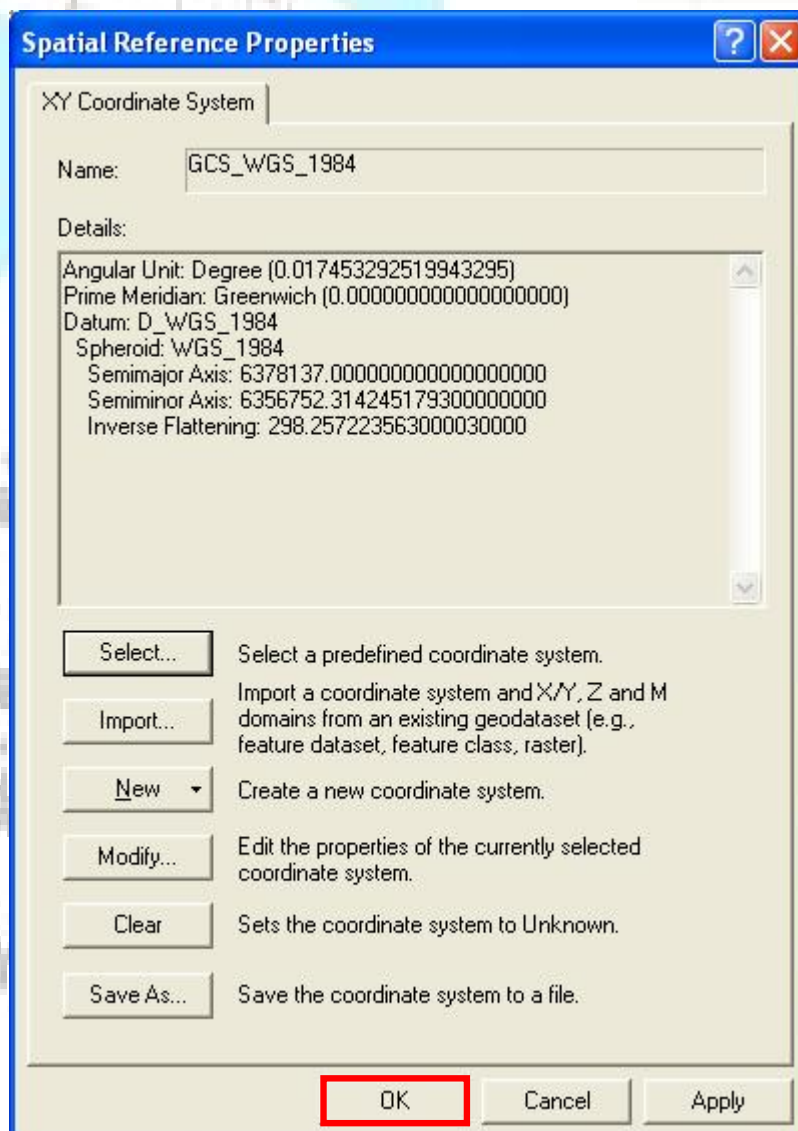 Spatial Reference Properties
XY Coordinate System
Name: GCS_WGS_1984
Details:
Angular Unit: Degree (0.017453292519943295)
Prime Meridian: Greenwich (0.000000000000000000)
Datum: D_WGS_1984
Spheroid: WGS_1984
Semimajor Axis: 6378137.000000000000000000
Semiminor Axis: 6356752.314245179300000000
Inverse Flattening: 298.257223563000030000
Select... Select a predefined coordinate system.
Import... Import a coordinate system and X/Y, Z and M
domains from an existing geodataset (e.g.,
feature dataset, feature class, raster).
New Create a new coordinate system.
Modify... Edit the properties of the currently selected
coordinate system.
Clear Sets the coordinate system to Unknown.
Save As... Save the coordinate system to a file.
OK Cancel Apply